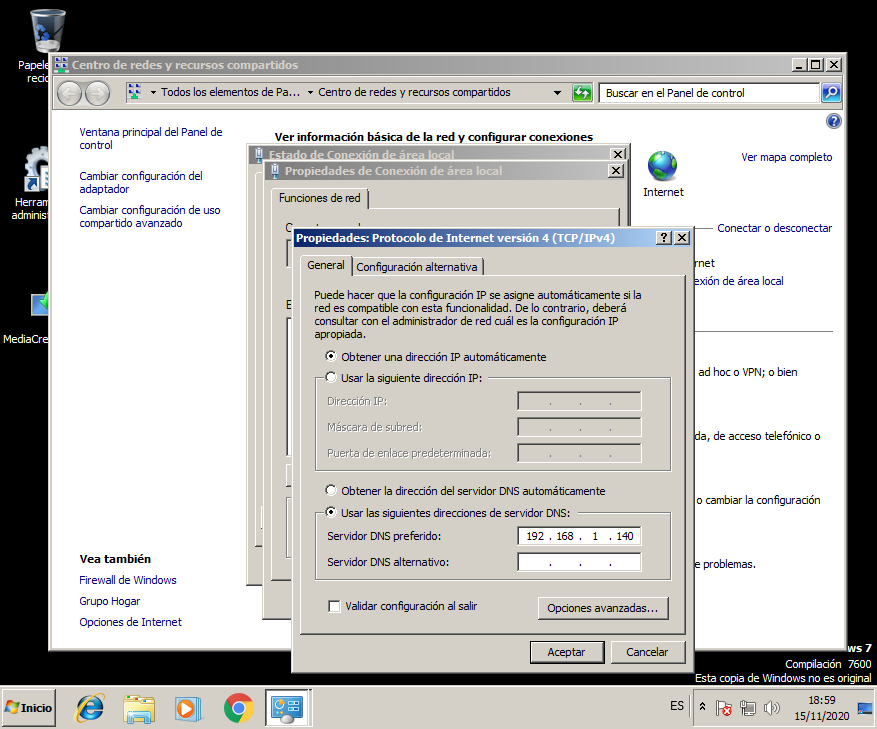 Papele
recic
Centro de redes y recursos compartidos
Todos los elementos de Pa...
Centro de redes y recursos compartidos
Buscar en el Panel de control
Ventana principal del Panel de
control
Cambiar configuración del
adaptador
Cambiar configuración de uso
compartido avanzado
Ver información básica de la red y configurar conexiones
Ver mapa completo
Internet
Conectar o desconectar
rnet
exión de área local
ad hoc o VPN; o bien
da, de acceso telefónico o
o cambiar la configuración
e problemas.
Herram
administ
MediaCre
Estado de Conexión de área local
Propiedades de Conexión de área local
Funciones de red
Propiedades: Protocolo de Internet versión 4 (TCP/IPv4)
General
Configuración alternativa
Puede hacer que la configuración IP se asigne automáticamente si la
red es compatible con esta funcionalidad. De lo contrario, deberá
consultar con el administrador de red cuál es la configuración IP
apropiada.
Obtener una dirección IP automáticamente
Usar la siguiente dirección IP:
Dirección IP:
Máscara de subred:
Puerta de enlace predeterminada:
Obtener la dirección del servidor DNS automáticamente
Usar las siguientes direcciones de servidor DNS:
Servidor DNS preferido:
192 . 168 . 1 . 140
Servidor DNS alternativo:
Validar configuración al salir
Opciones avanzadas...
Aceptar
Cancelar
Vea también
Firewall de Windows
Grupo Hogar
Opciones de Internet
ws 7
Compilación 7600
Esta copia de Windows no es original
Inicio
ES
18:59
15/11/2020